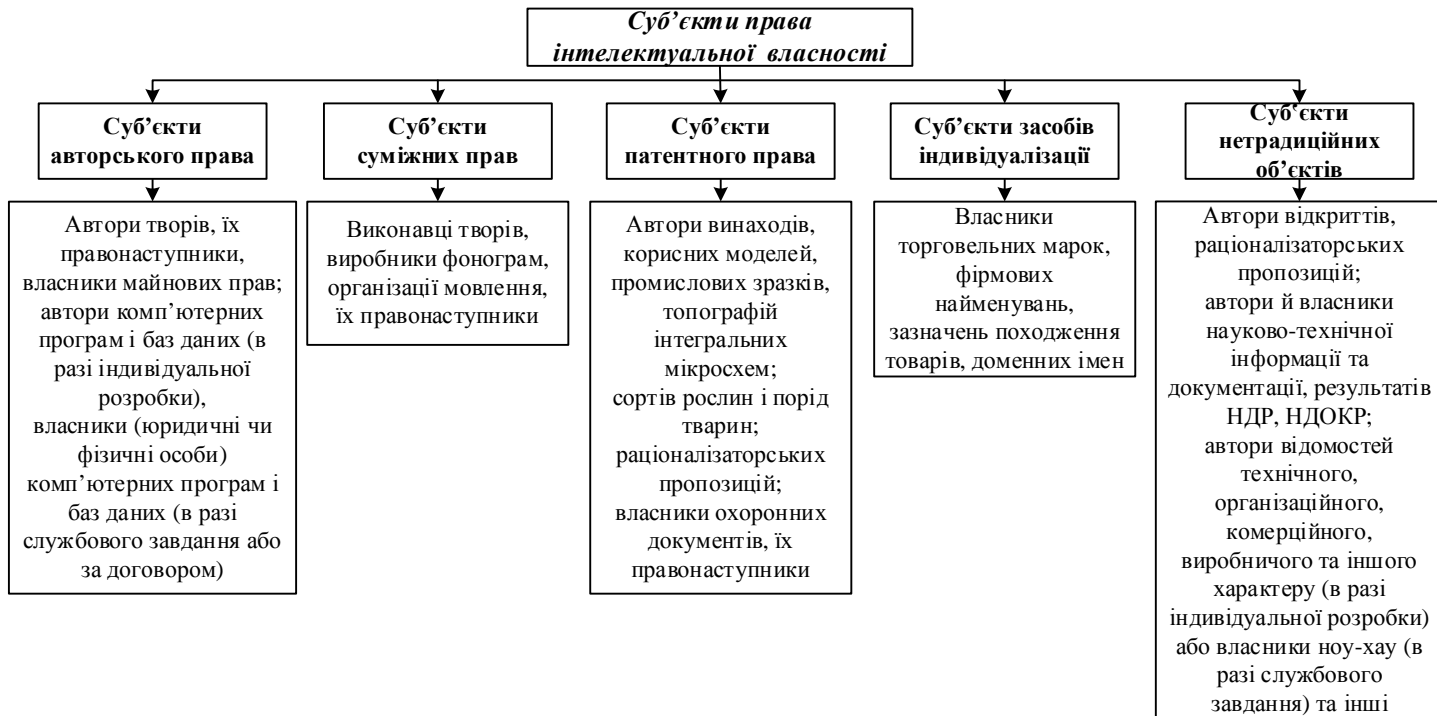 Суб’єкти права
інтелектуальної власності
Суб’єкти
авторського права
Суб’єкти
суміжних прав
Суб’єкти
патентного права
Суб’єкти засобів
індивідуалізації
Суб‘єкти
нетрадиційних
об’єктів
Автори творів, їх
правонаступники,
власники майнових прав;
автори комп’ютерних
програм і баз даних (в
разі індивідуальної
розробки),
власники (юридичні чи
фізичні особи)
комп’ютерних програм і
баз даних (в разі
службового завдання або
за договором)
Виконавці творів,
виробники фонограм,
організації мовлення,
їх правонаступники
Автори винаходів,
корисних моделей,
промислових зразків,
топографій
інтегральних
мікросхем;
сортів рослин і порід
тварин;
раціоналізаторських
пропозицій;
власники охоронних
документів, їх
правонаступники
Власники
торговельних марок,
фірмових
найменувань,
зазначень походження
товарів, доменних імен
Автори відкриттів,
раціоналізаторських
пропозицій;
автори й власники
науково-технічної
інформації та
документації, результатів
НДР, НДОКР;
автори відомостей
технічного,
організаційного,
комерційного,
виробничого та іншого
характеру (в разі
індивідуальної розробки)
або власники ноу-хау (в
разі службового
завдання) та інші